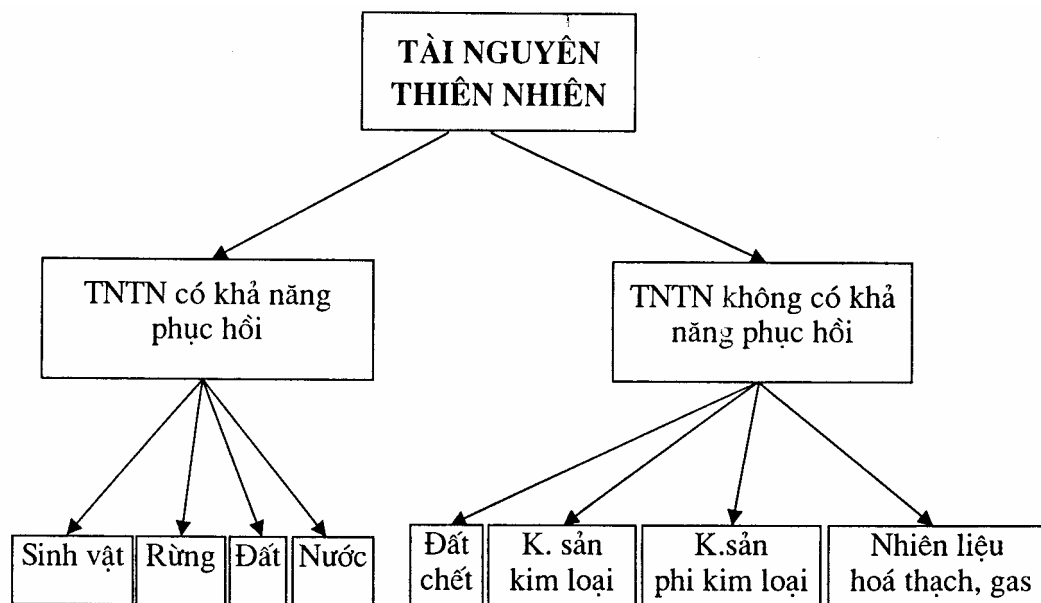 TÀI NGUYÊN
THIÊN NHIÊN
TNTN có khả năng
phục hồi
TNTN không có khả
năng phục hồi
Sinh vật
Rừng
Đất
Nước
Đất
chết
K. sản
kim loại
K.sản
phi kim loại
Nhiên liệu
hoá thạch, gas